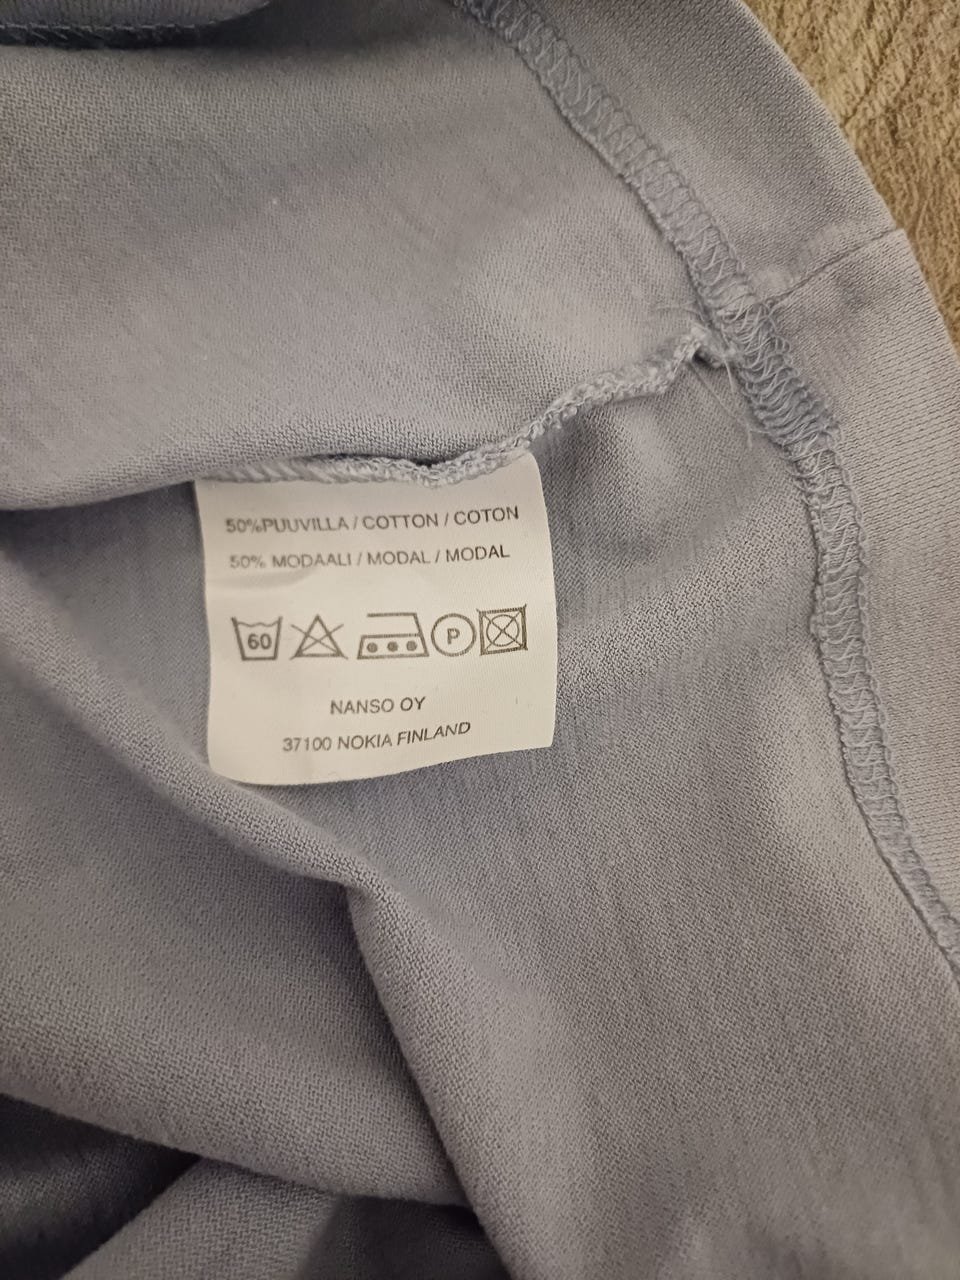 50%PUUVILLA / COTTON / COTON
50% MODAALI / MODAL / MODAL
60 P
NANSO OY
37100 NOKIA FINLAND